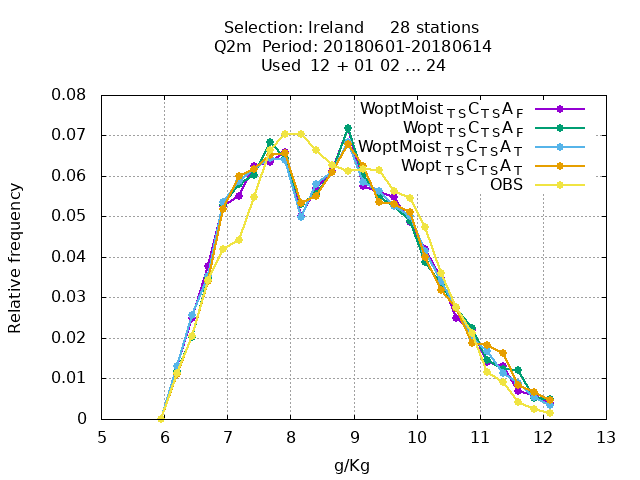 Selection: Ireland 28 stations
Q2m Period: 20180601-20180614
Used 12 + 01 02 ... 24
Relative frequency
0.08
0.07
0.06
0.05
0.04
0.03
0.02
0.01
0
WoptMoist TS C TS A F
Wopt TS C TS A F
WoptMoist TS C TS A T
Wopt TS C TS A T
OBS
5 6 7 8 9 10 11 12 13
g/Kg